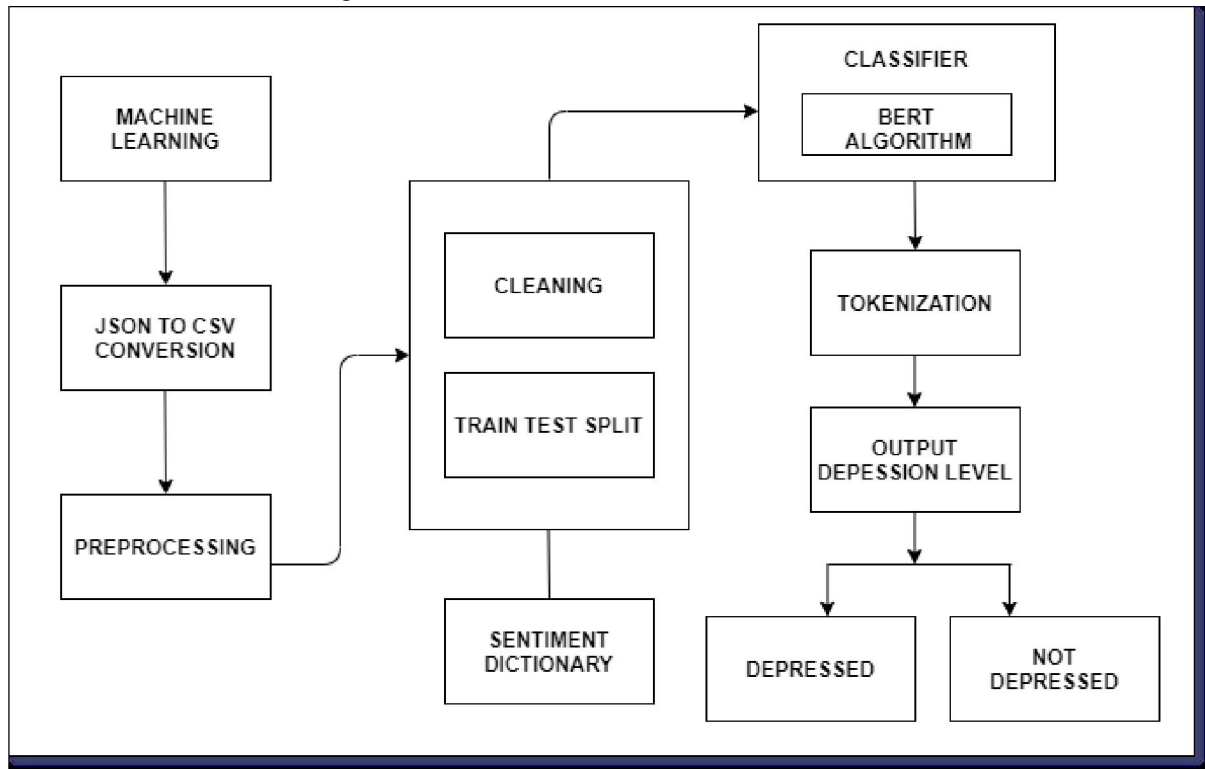 MACHINE
LEARNING
JSON TO CSV
CONVERSION
PREPROCESSING
CLEANING
TRAIN TEST SPLIT
SENTIMENT
DICTIONARY
CLASSIFIER
BERT
ALGORITHM
TOKENIZATION
OUTPUT
DEPESSION LEVEL
DEPRESSED
NOT
DEPRESSED